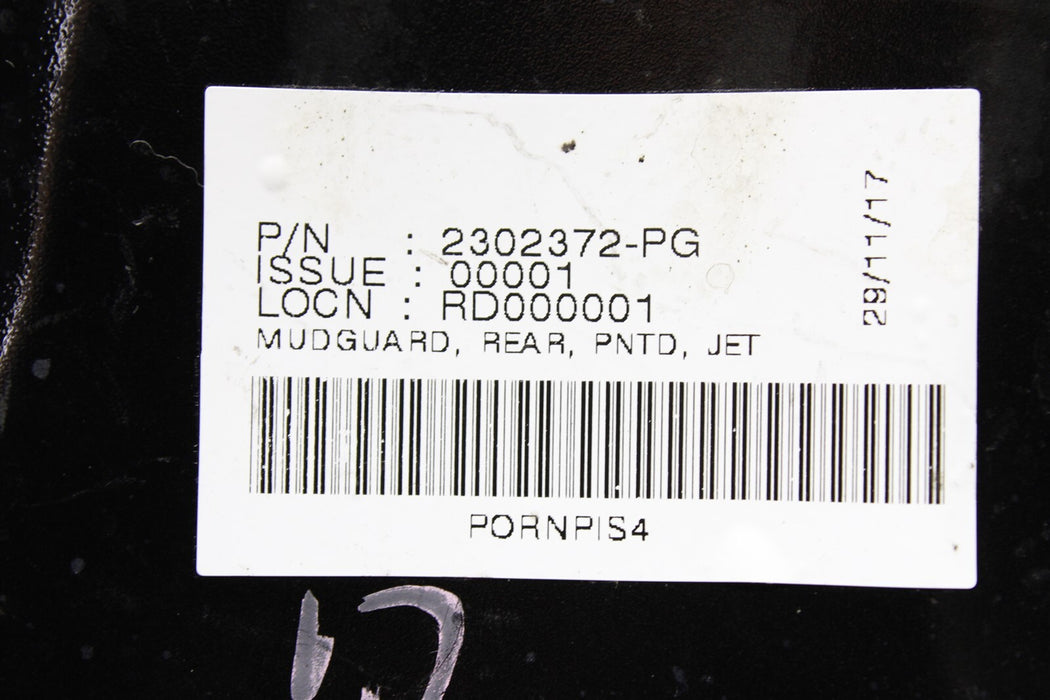 P/N : 2302372-PG
ISSUE : 00001
LOCN : RD000001
MUDGUARD, REAR, PNTD, JET
PORNPIS4
29/11/17